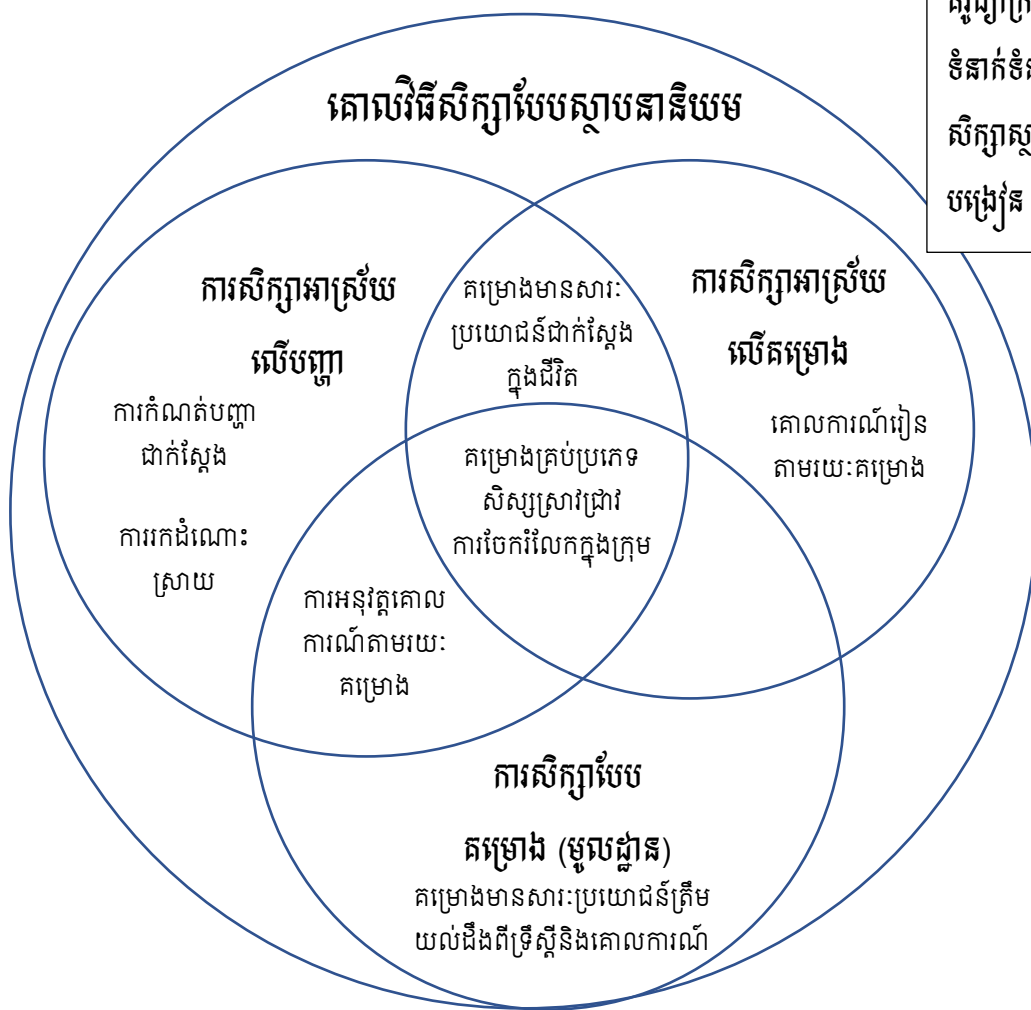 គោលវិធីសិក្សាបែបស្ថាបនានិយម
ទំនាក់ទំន
សិក្សាស្ថ
បង្រៀន
ការសិក្សាអាស្រ័យ
លើបញ្ហា
ការកំណត់បញ្ហា
ជាក់ស្តែង
ការរកដំណោះ
ស្រាយ
គម្រោងមានសារៈ
ប្រយោជន៍ជាក់ស្តែង
ក្នុងជីវិត
ការសិក្សាអាស្រ័យ
លើគម្រោង
គោលការណ៍រៀន
តាមរយៈគម្រោង
គម្រោងគ្រប់ប្រភេទ
សិស្សស្រាវជ្រាវ
ការចែករំលែកក្នុងក្រុម
ការអនុវត្តគោល
ការណ៍តាមរយៈ
គម្រោង
ការសិក្សាបែប
គម្រោង (មូលដ្ឋាន)
គម្រោងមានសារៈប្រយោជន៍ត្រឹម
យល់ដឹងពីទ្រឹស្តីនិងគោលការណ៍